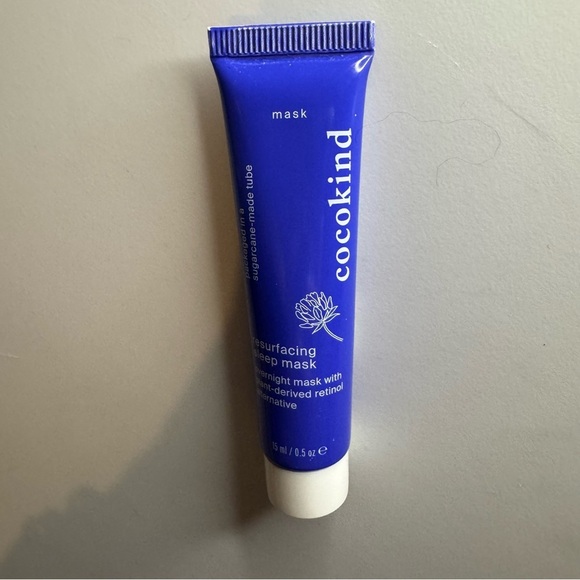 mask
cocokind
packaged in a
sugarcane-made tube
esurfacing
leep mask
vernight mask with
ant-derived retinol
ternative
15 ml / 0.5 oz e